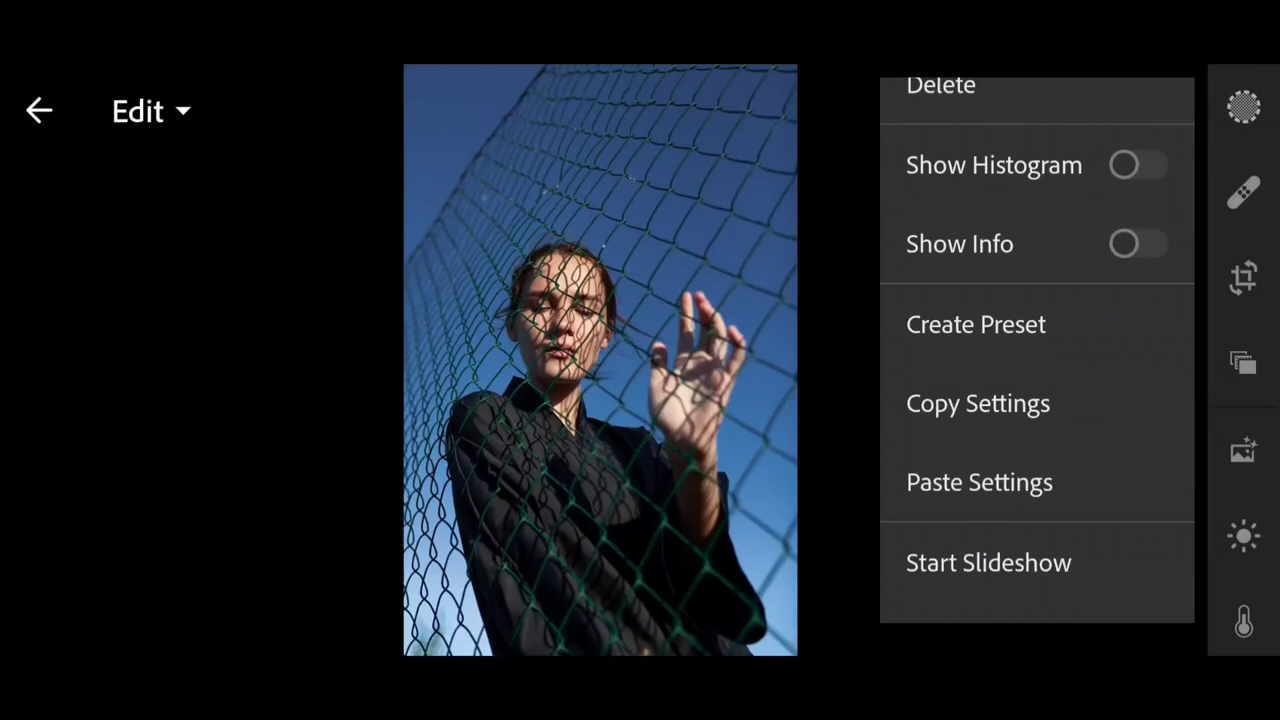 Edit
Delete
Show Histogram
Show Info
Create Preset
Copy Settings
Paste Settings
Start Slideshow